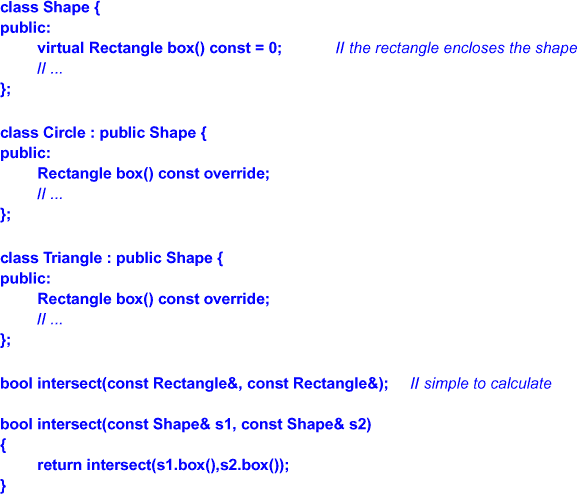 class Shape {
public:
virtual Rectangle box() const = 0; // the rectangle encloses the shape
// ...
};
class Circle : public Shape {
public:
Rectangle box() const override;
// ...
};
class Triangle : public Shape {
public:
Rectangle box() const override;
// ...
};
bool intersect(const Rectangle&, const Rectangle&); // simple to calculate
bool intersect(const Shape& s1, const Shape& s2)
{
return intersect(s1.box(),s2.box());
}